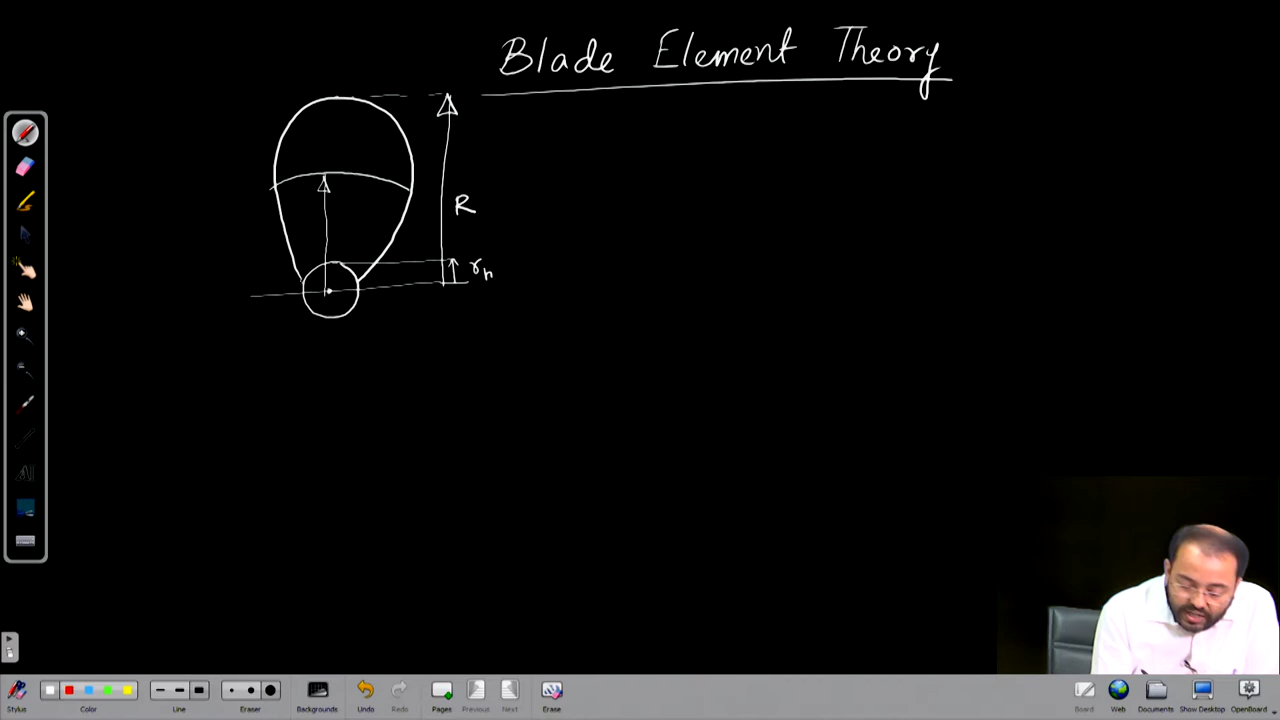 Blade Element Theory
R
r_h
Stylus
Color
Line
Eraser
Backgrounds
Undo
Redo
Pages
Previous
Next
Erase
Board
Web
Documents
Show Desktop
OpenBoard